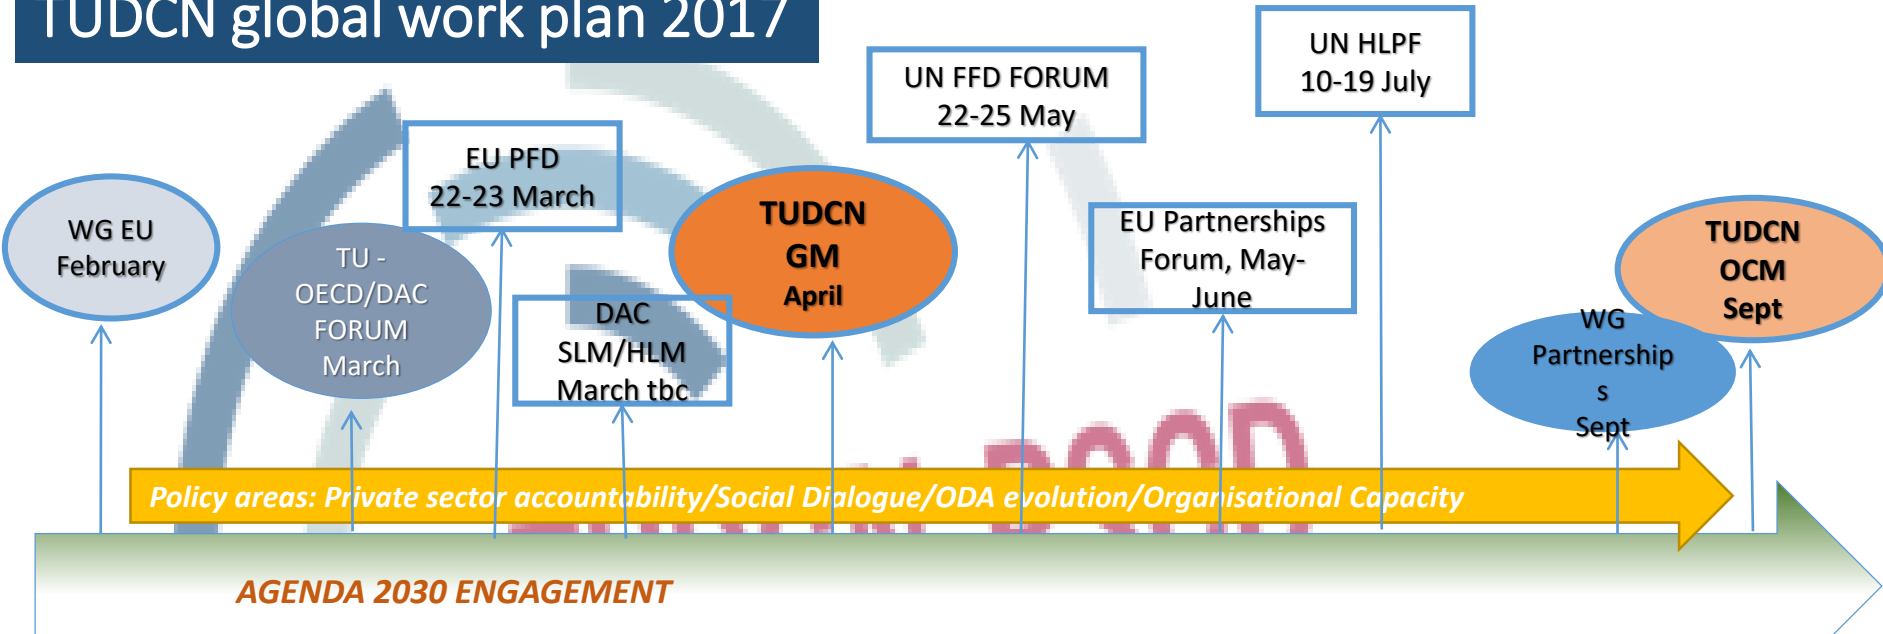 TUDCN global work plan 2017
WG EU
February
TU -
OECD/DAC
FORUM
March
EU PFD
22-23 March
DAC
SLM/HLM
March tbc
TUDCN
GM
April
UN FFD FORUM
22-25 May
EU Partnerships
Forum, May-
June
UN HLPF
10-19 July
WG
Partnership
s
Sept
TUDCN
OCM
Sept
Policy areas: Private sector accountability/Social Dialogue/ODA evolution/Organisational Capacity
AGENDA 2030 ENGAGEMENT